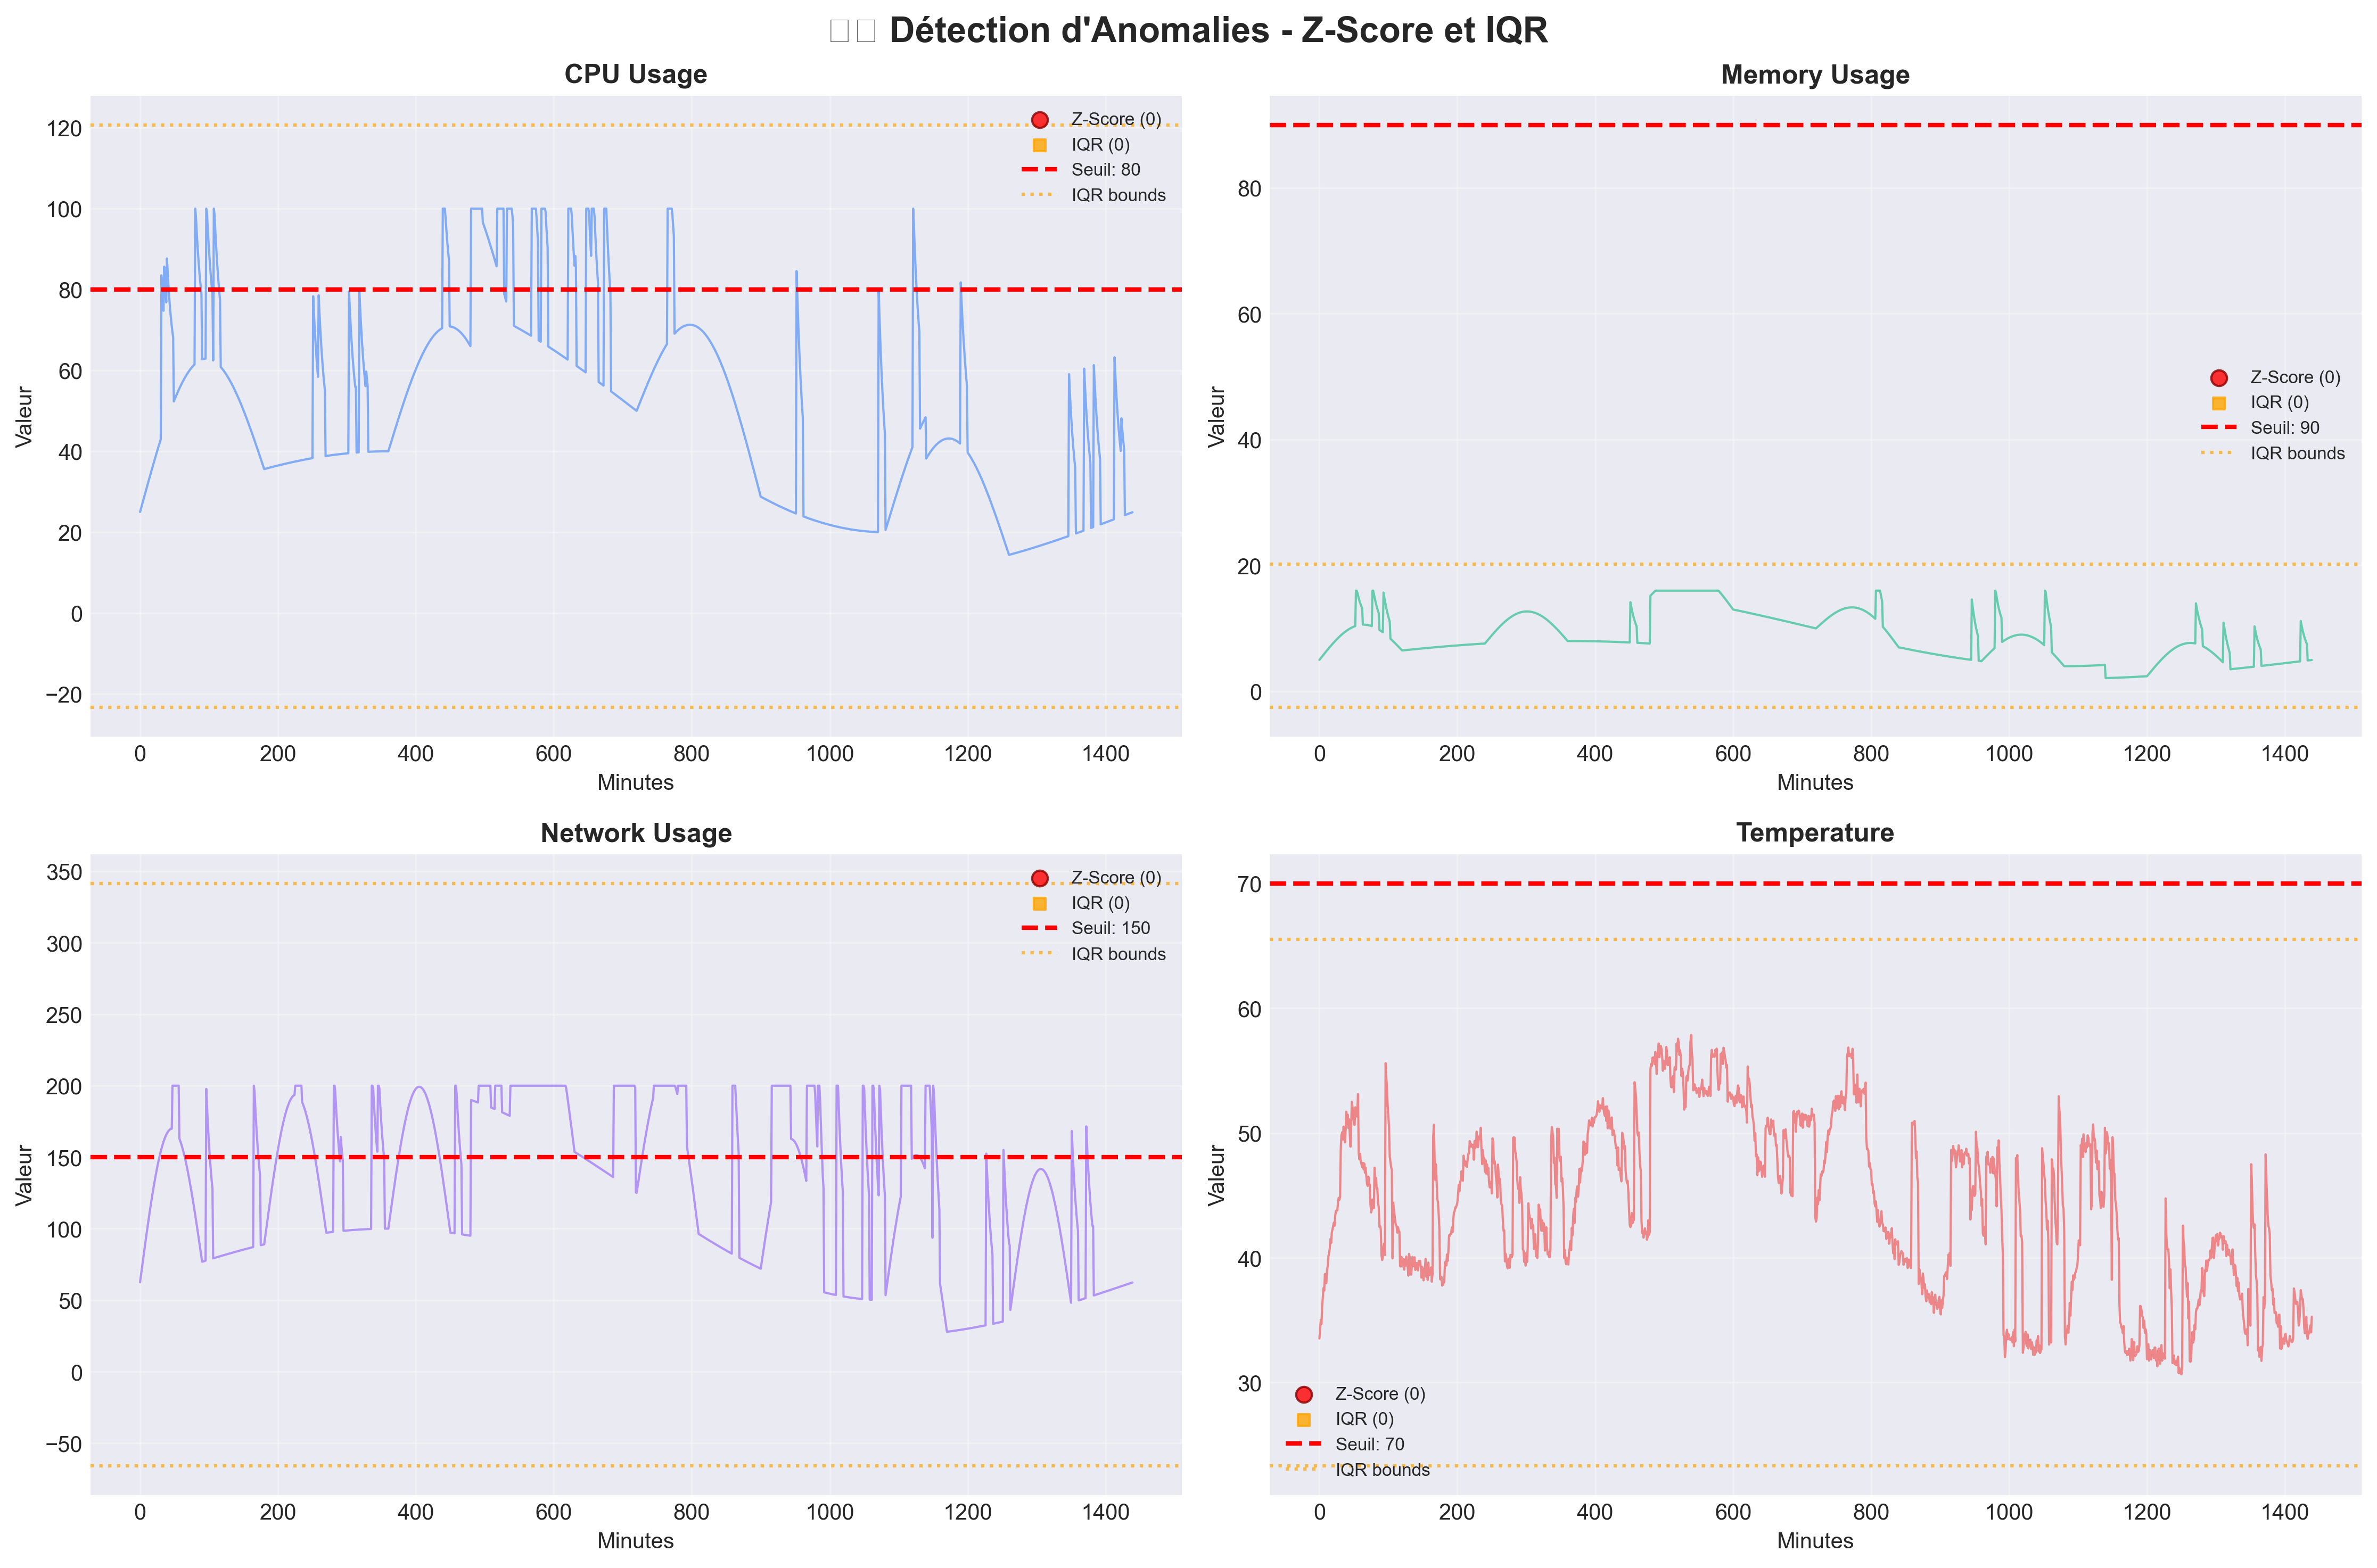 Détection d'Anomalies - Z-Score et IQR
CPU Usage
Valeur
120
100
80
60
40
20
0
−20
0 200 400 600 800 1000 1200 1400
Minutes
Z-Score (0)
IQR (0)
Seuil: 80
IQR bounds
Memory Usage
Valeur
80
60
40
20
0
0 200 400 600 800 1000 1200 1400
Minutes
Z-Score (0)
IQR (0)
Seuil: 90
IQR bounds
Network Usage
Valeur
350
300
250
200
150
100
50
0
−50
0 200 400 600 800 1000 1200 1400
Minutes
Z-Score (0)
IQR (0)
Seuil: 150
IQR bounds
Temperature
Valeur
70
60
50
40
30
0 200 400 600 800 1000 1200 1400
Minutes
Z-Score (0)
IQR (0)
Seuil: 70
IQR bounds